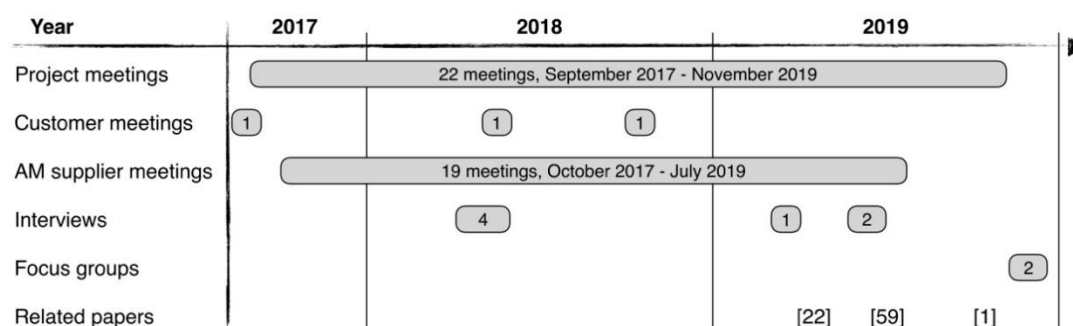 Year 2017 2018 2019
Project meetings 22 meetings, September 2017 - November 2019
Customer meetings 1 1 1
AM supplier meetings 19 meetings, October 2017 - July 2019
Interviews 4 1 2
Focus groups 2
Related papers [22] [59] [1]